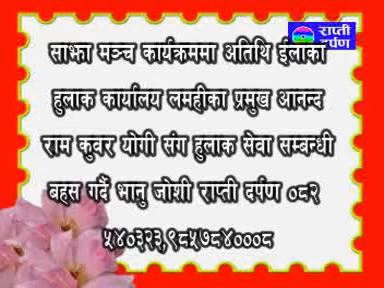 राप्ती
दर्पण
साझा मञ्च कार्यक्रममा अतिथि ईलाका
हुलाक कार्यालय लमहीका प्रमुख आनन्द
राम कुवर योगी संग हुलाक सेवा सम्बन्धी
बहस गर्दै भानु जोशी राप्ती दर्पण ०८२
५४०३२३,९८५७८४०००८